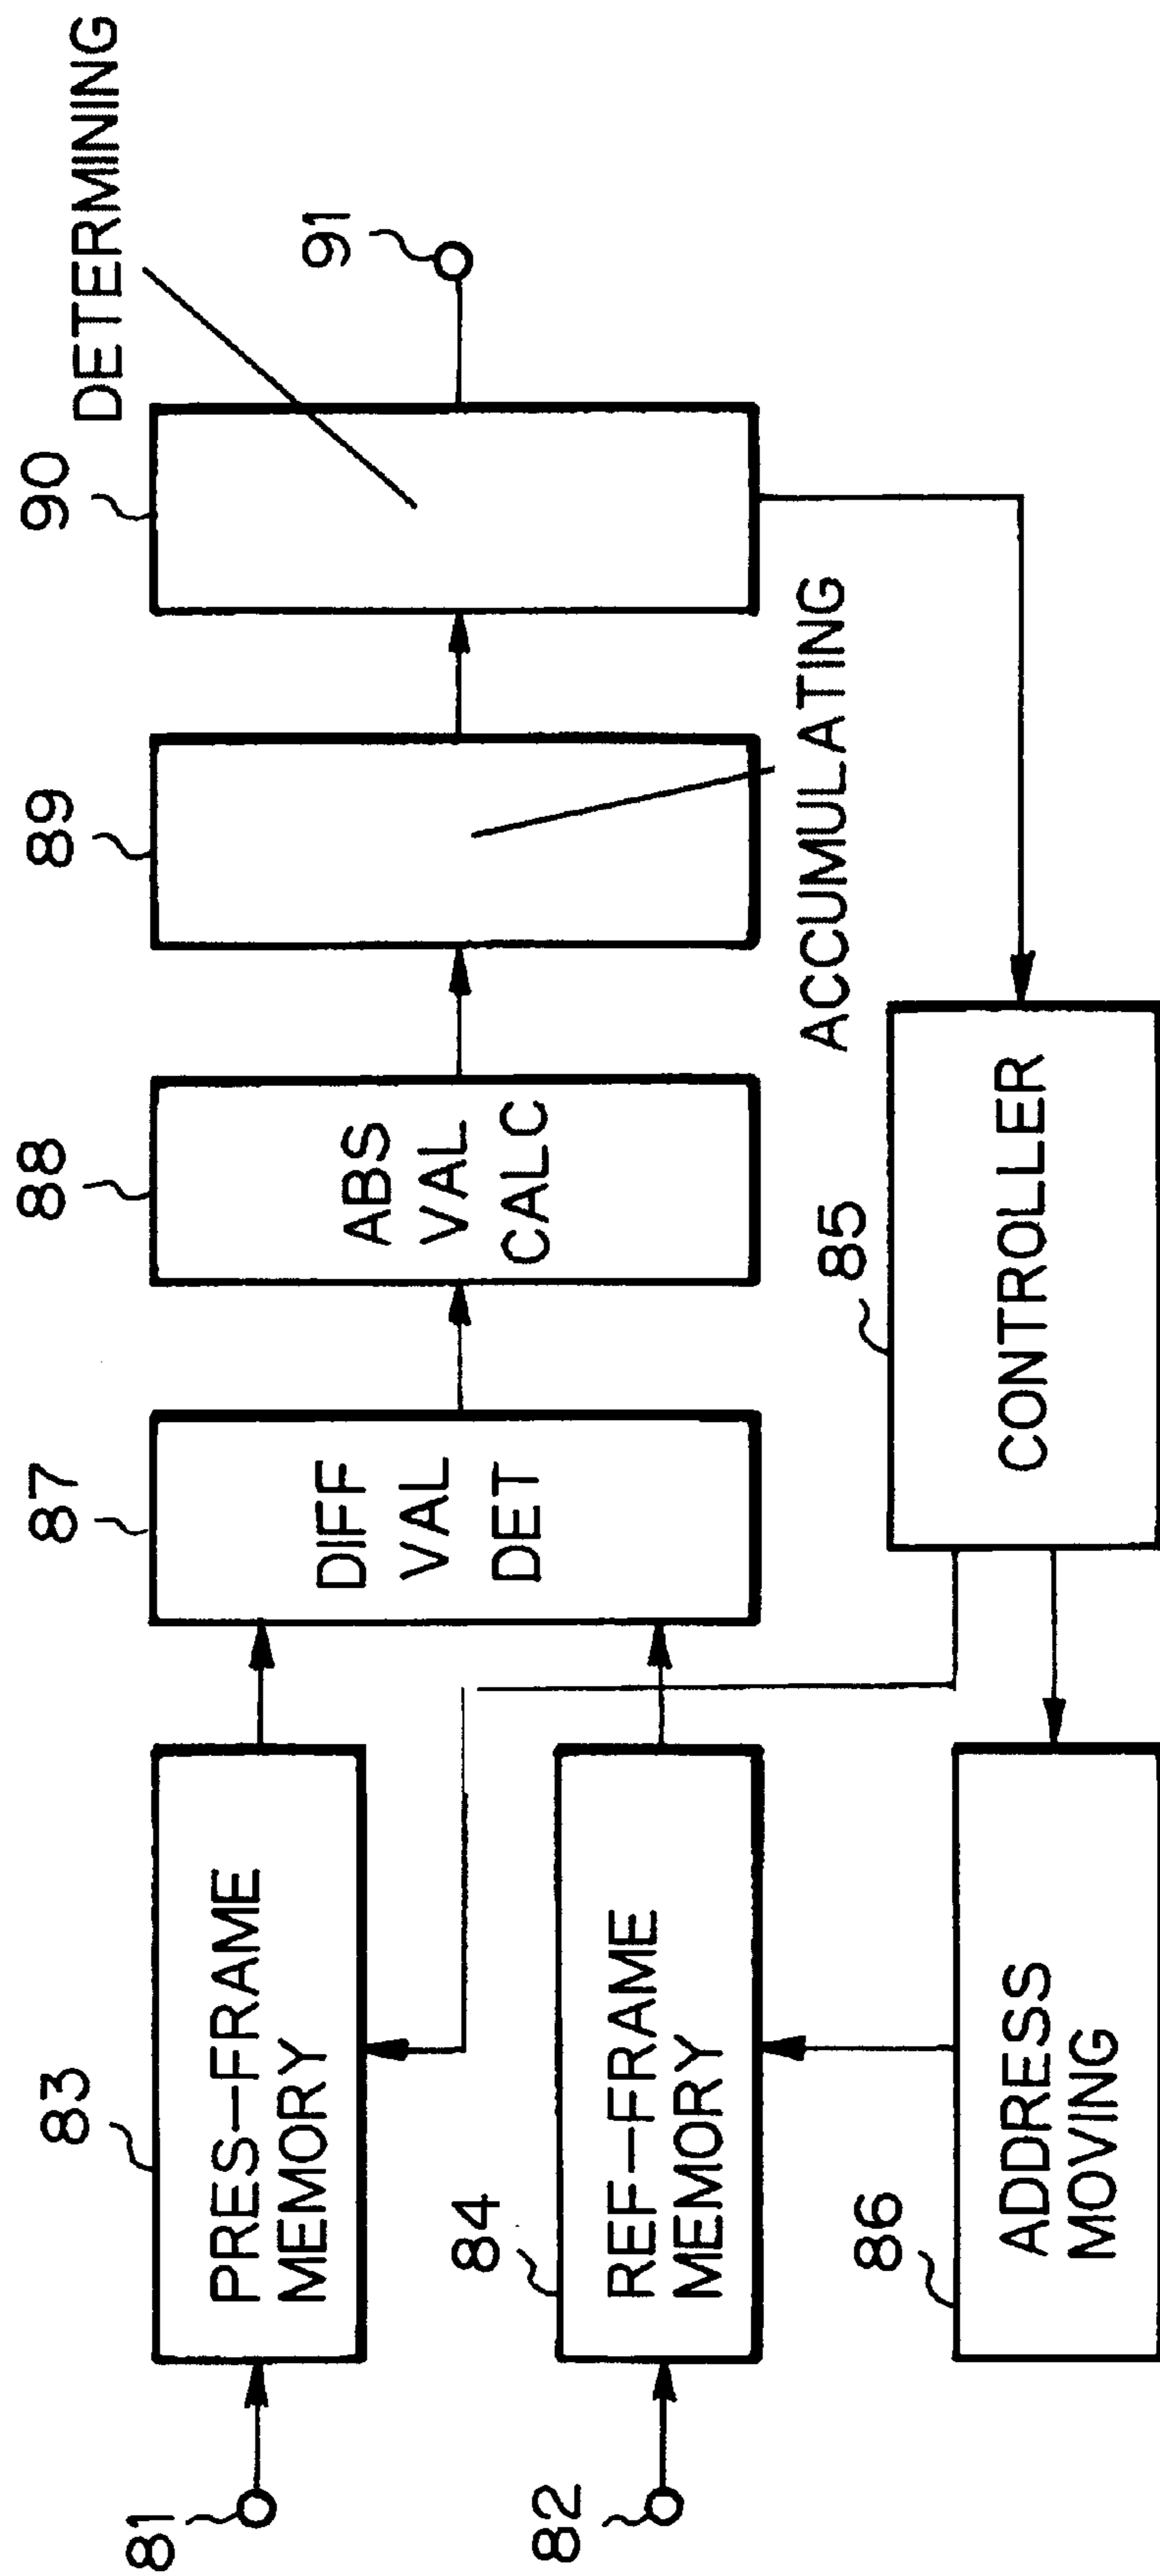 81
83
PRES-FRAME
MEMORY
87
DIFF
VAL
DET
88
ABS
VAL
CALC
89
ACCUMULATING
90
DETERMINING
91
82
84
REF-FRAME
MEMORY
86
ADDRESS
MOVING
85
CONTROLLER